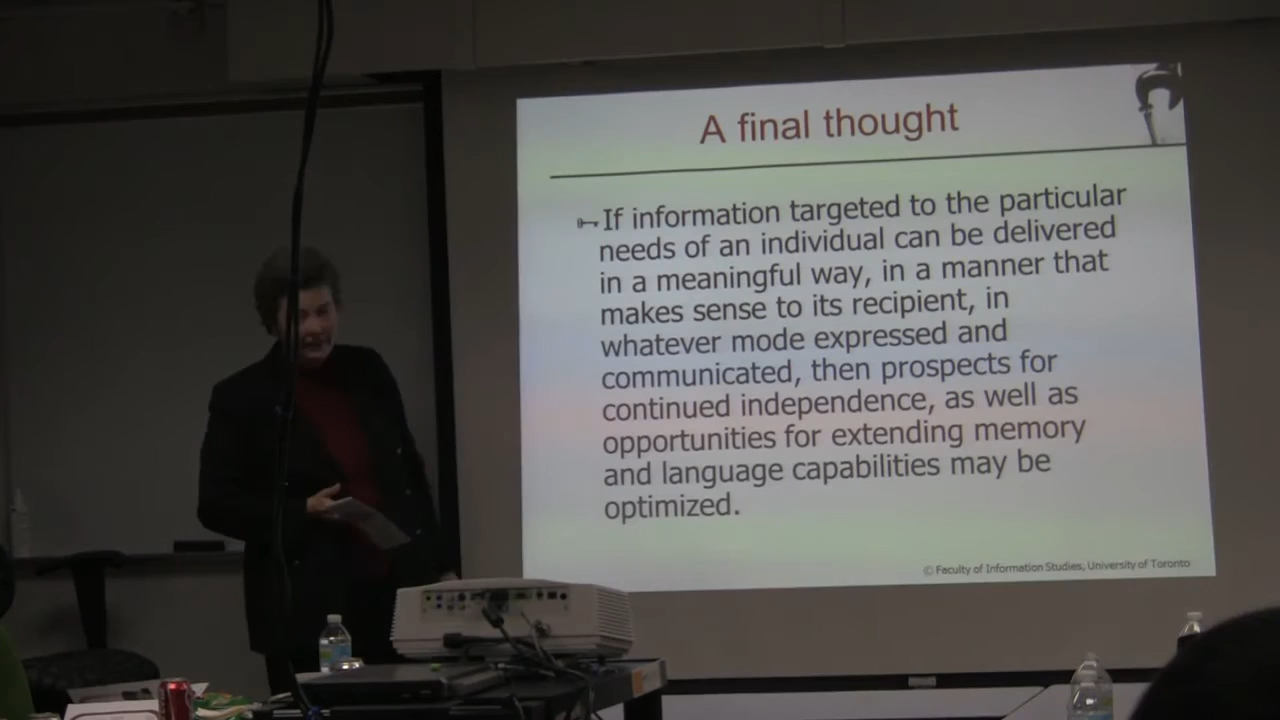 A final thought
If information targeted to the particular
needs of an individual can be delivered
in a meaningful way, in a manner that
makes sense to its recipient, in
whatever mode expressed and
communicated, then prospects for
continued independence, as well as
opportunities for extending memory
and language capabilities may be
optimized.
© Faculty of Information Studies, University of Toronto